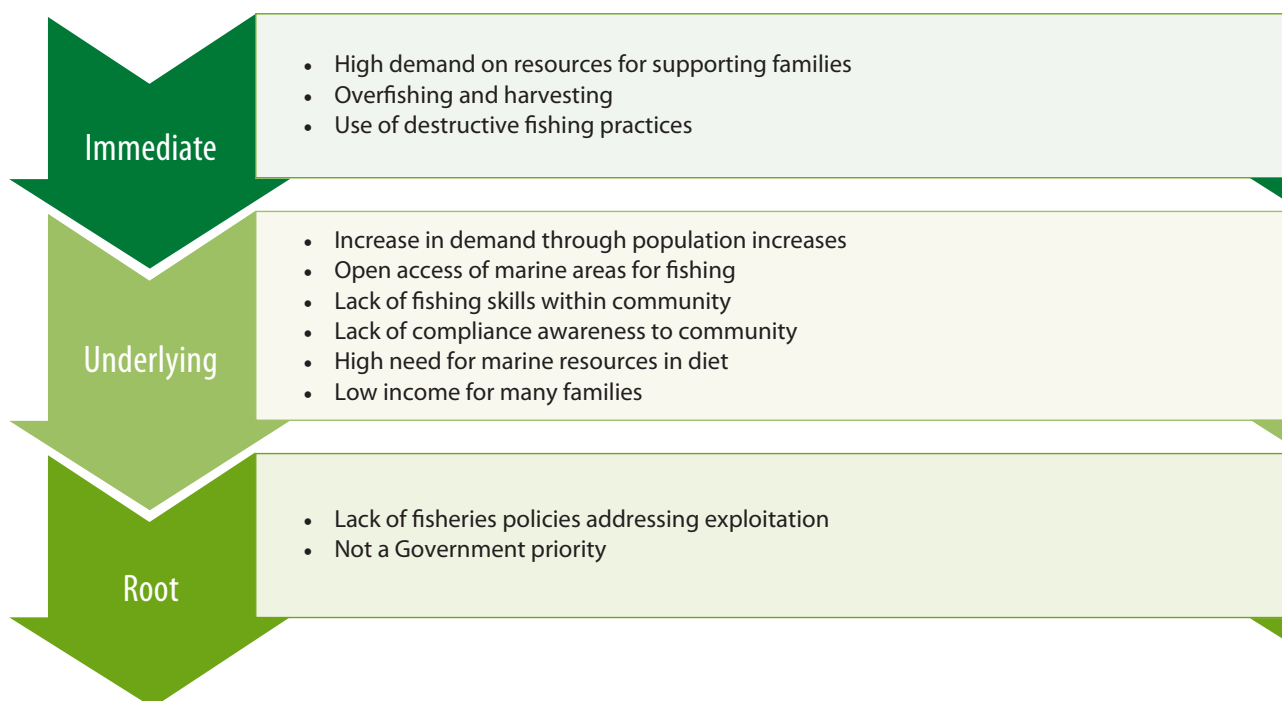 Immediate
• High demand on resources for supporting families
• Overfishing and harvesting
• Use of destructive fishing practices
Underlying
• Increase in demand through population increases
• Open access of marine areas for fishing
• Lack of fishing skills within community
• Lack of compliance awareness to community
• High need for marine resources in diet
• Low income for many families
Root
• Lack of fisheries policies addressing exploitation
• Not a Government priority